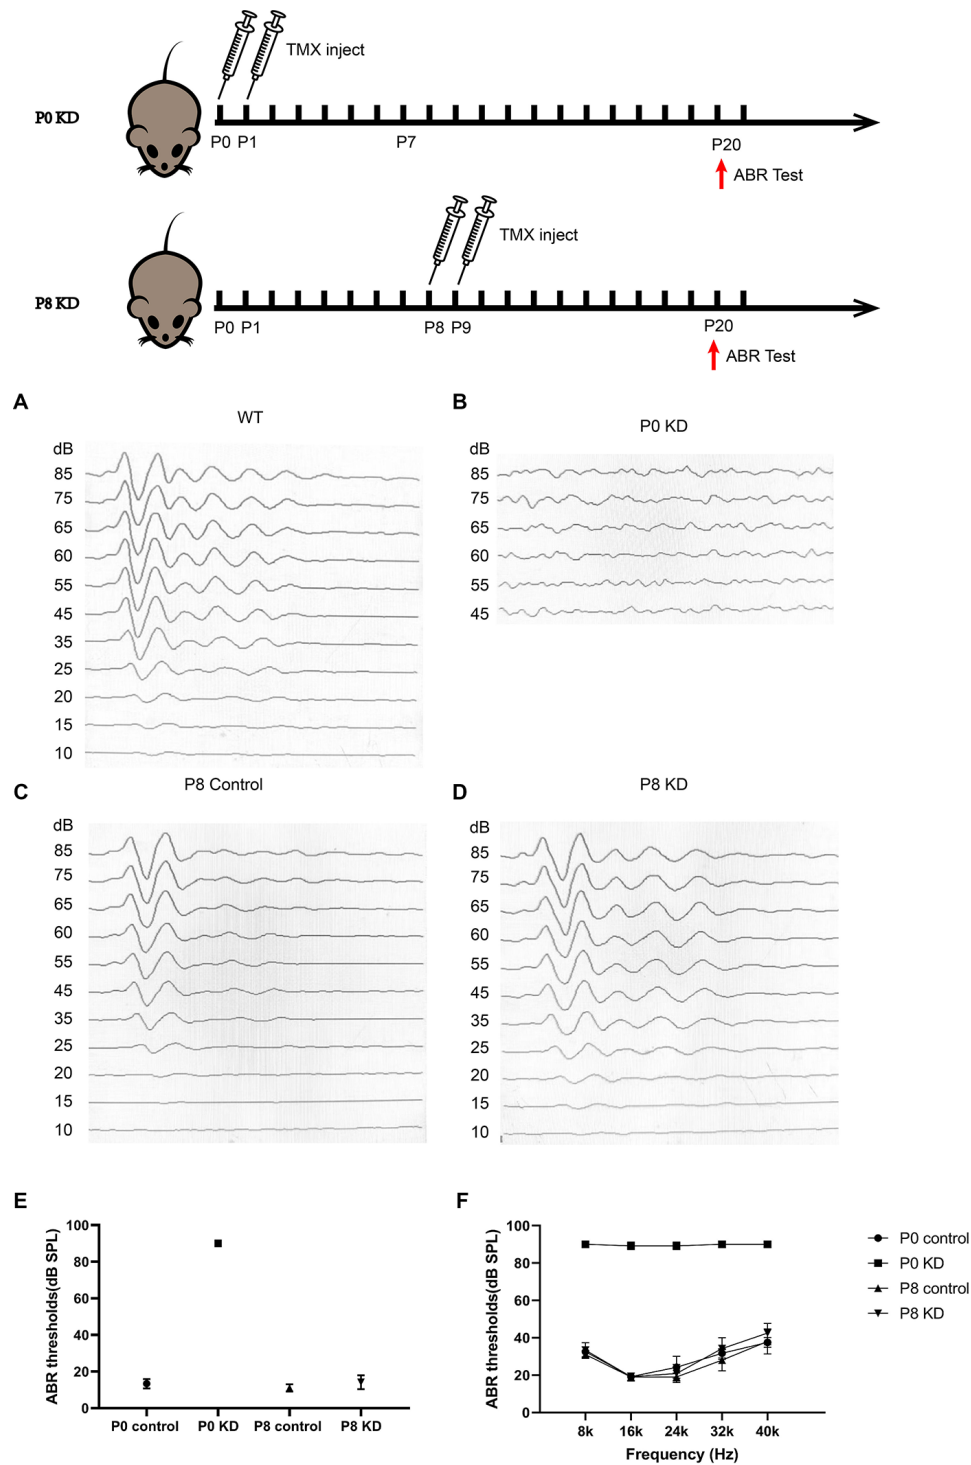 TMX inject
P0 KD
P0 P1 P7 P20
ABR Test
TMX inject
P8 KD
P0 P1 P8 P9 P20
ABR Test
A
WT
dB
85
75
65
60
55
45
35
25
20
15
10
B
P0 KD
dB
85
75
65
60
55
45
C
P8 Control
dB
85
75
65
60
55
45
35
25
20
15
10
D
P8 KD
dB
85
75
65
60
55
45
35
25
20
15
10
E
ABR thresholds(dB SPL)
100
80
60
40
20
0
P0 control P0 KD P8 control P8 KD
F
ABR thresholds(dB SPL)
100
80
60
40
20
0
8k 16k 24k 32k 40k
Frequency (Hz)
P0 control
P0 KD
P8 control
P8 KD